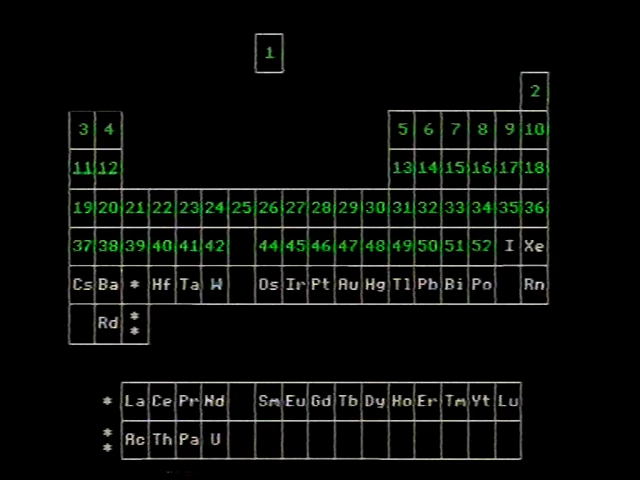 1
2
3 4 5 6 7 8 9 10
11 12 13 14 15 16 17 18
19 20 21 22 23 24 25 26 27 28 29 30 31 32 33 34 35 36
37 38 39 40 41 42 44 45 46 47 48 49 50 51 52 I Xe
Cs Ba * Hf Ta W Os Ir Pt Au Hg Tl Pb Bi Po Rn
Rd **
* La Ce Pr Nd Sm Eu Gd Tb Dy Ho Er Tm Yt Lu
** Ac Th Pa U